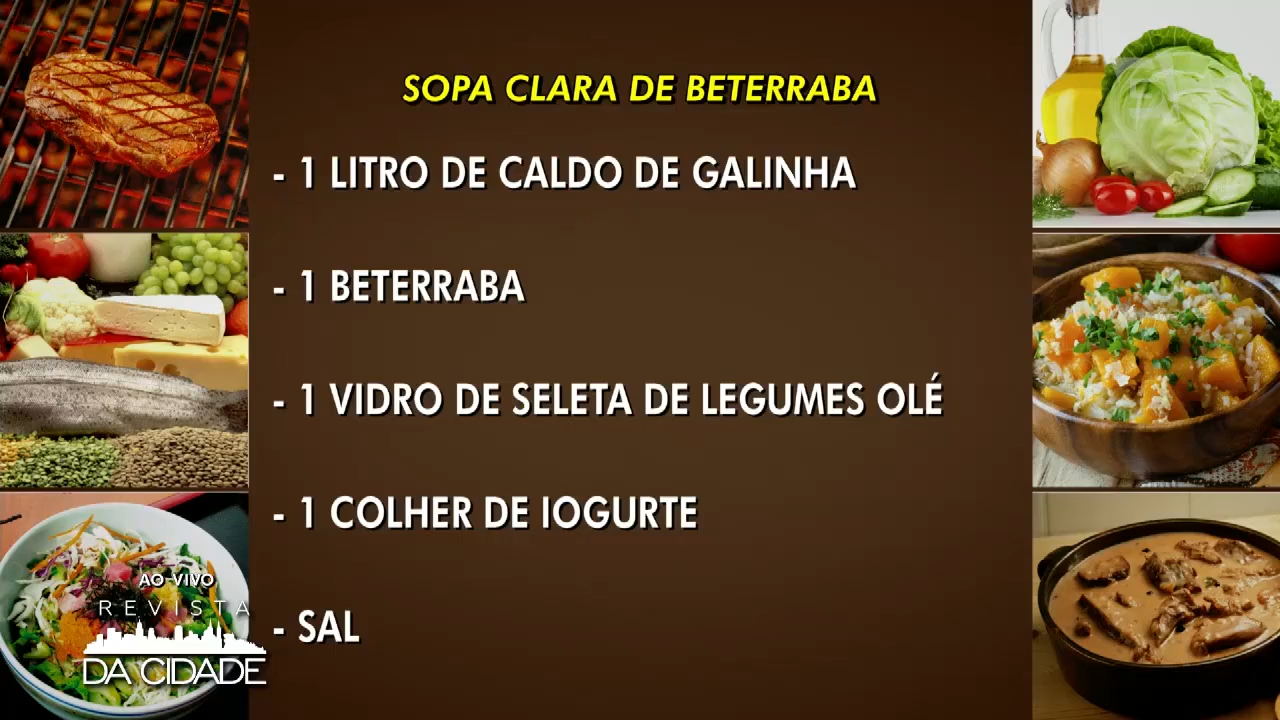 SOPA CLARA DE BETERRABA
- 1 LITRO DE CALDO DE GALINHA
- 1 BETERRABA
- 1 VIDRO DE SELETA DE LEGUMES OLÉ
- 1 COLHER DE IOGURTE
- SAL
AO-VIVO
REVISTA
DA CIDADE